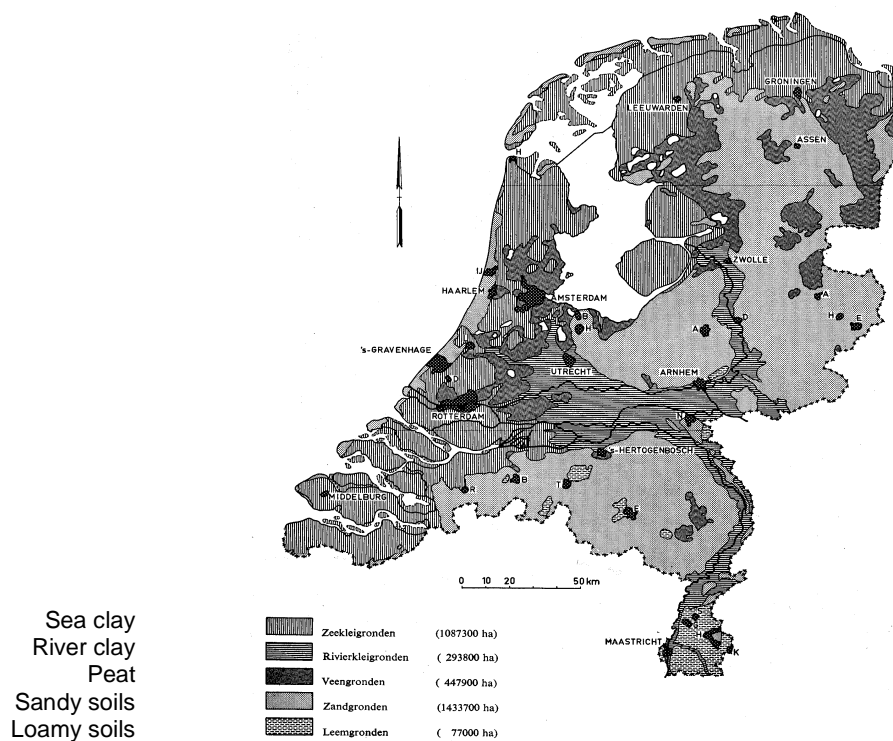 GRONINGEN
LEEUWARDEN
ASSEN
H
ZWOLLE
IJ
HAARLEM
AMSTERDAM
A
B
H
E
H
A
D
's-GRAVENHAGE
D
UTRECHT
ARNHEM
ROTTERDAM
N
's-HERTOGENBOSCH
MIDDELBURG
R
B
T
E
0 10 20 50 km
Sea clay
Zeekleigronden (1087300 ha)
River clay
Rivierkleigronden ( 293800 ha)
Peat
Veengronden ( 447900 ha)
Sandy soils
Zandgronden (1433700 ha)
Loamy soils
Leemgronden ( 77000 ha)
MAASTRICHT
H
K